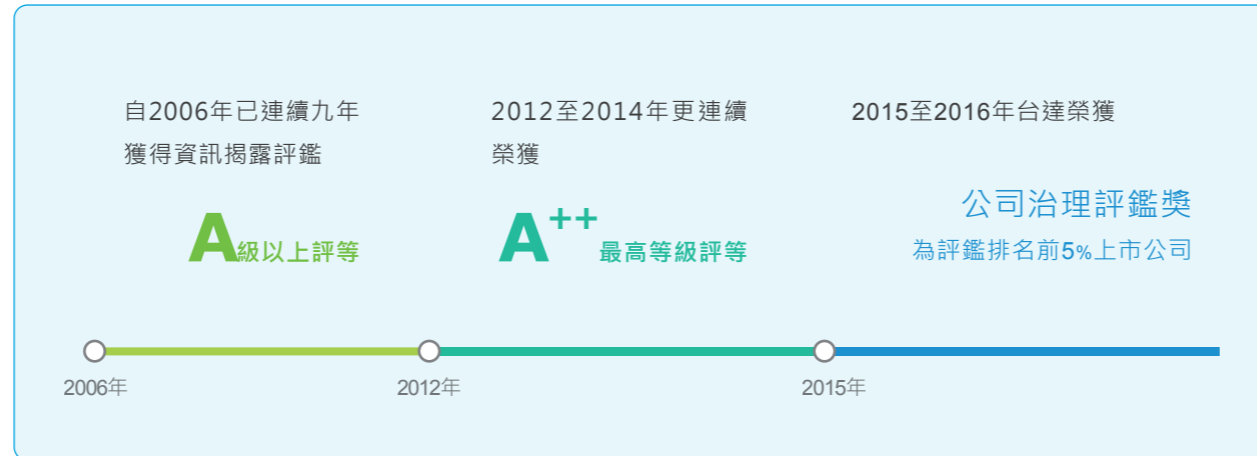 自2006年已連續九年
獲得資訊揭露評鑑
A級以上評等
2012至2014年更連續
榮獲
A++最高等級評等
2015至2016年台達榮獲
公司治理評鑑獎
為評鑑排名前5%上市公司
2006年
2012年
2015年